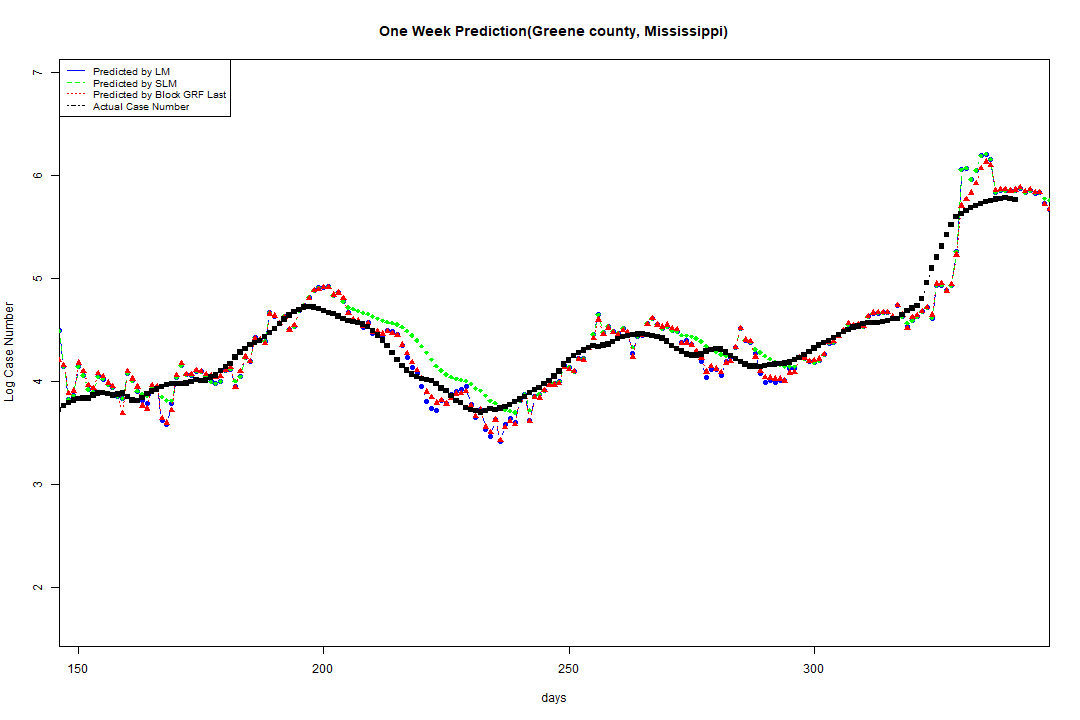 One Week Prediction(Greene county, Mississippi)
Predicted by LM
Predicted by SLM
Predicted by Block GRF Last
Actual Case Number
7
6
5
4
3
2
Log Case Number
150 200 250 300
days